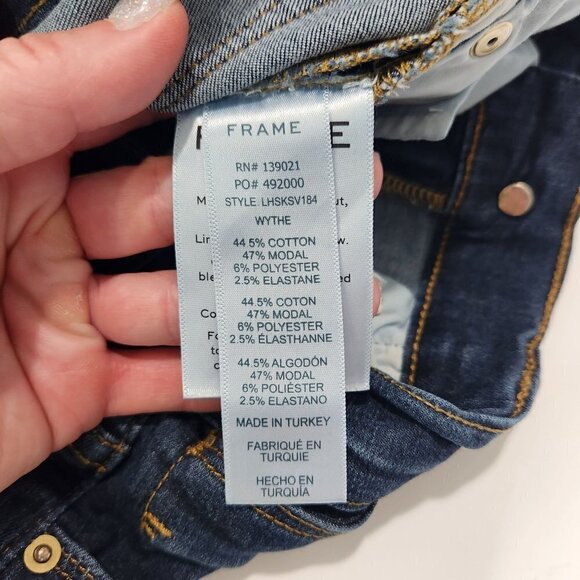 FRAME
RN# 139021
PO# 492000
STYLE. LHSKSV184
WYTHE
44.5% COTTON
47% MODAL
6% POLYESTER
2.5% ELASTANE
44.5% COTON
47% MODAL
6% POLYESTER
2.5% ÉLASTHANNE
44.5% ALGODÓN
47% MODAL
6% POLIÉSTER
2.5% ELASTANO
MADE IN TURKEY
FABRIQUÉ EN
TURQUIE
HECHO EN
TURQUÍA